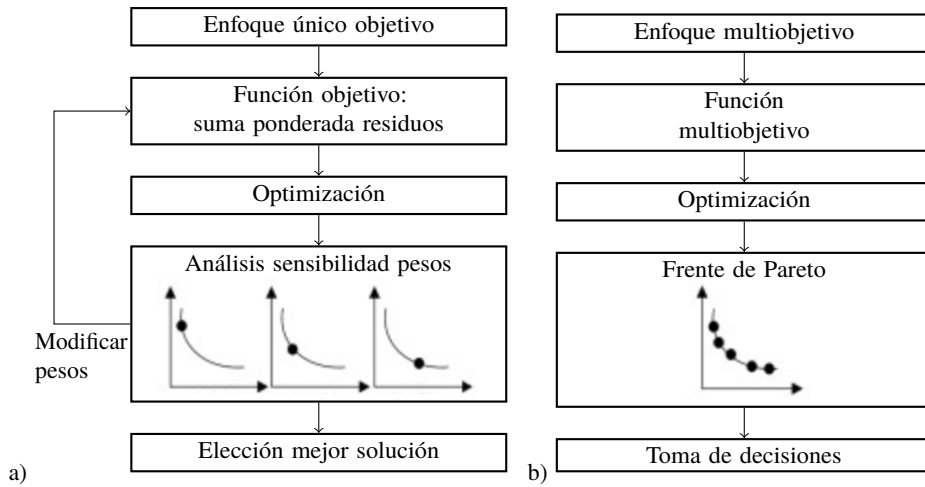 Enfoque único objetivo
Función objetivo:
suma ponderada residuos
Optimización
Análisis sensibilidad pesos
Modificar
pesos
Elección mejor solución
a)
Enfoque multiobjetivo
Función
multiobjetivo
Optimización
Frente de Pareto
Toma de decisiones
b)